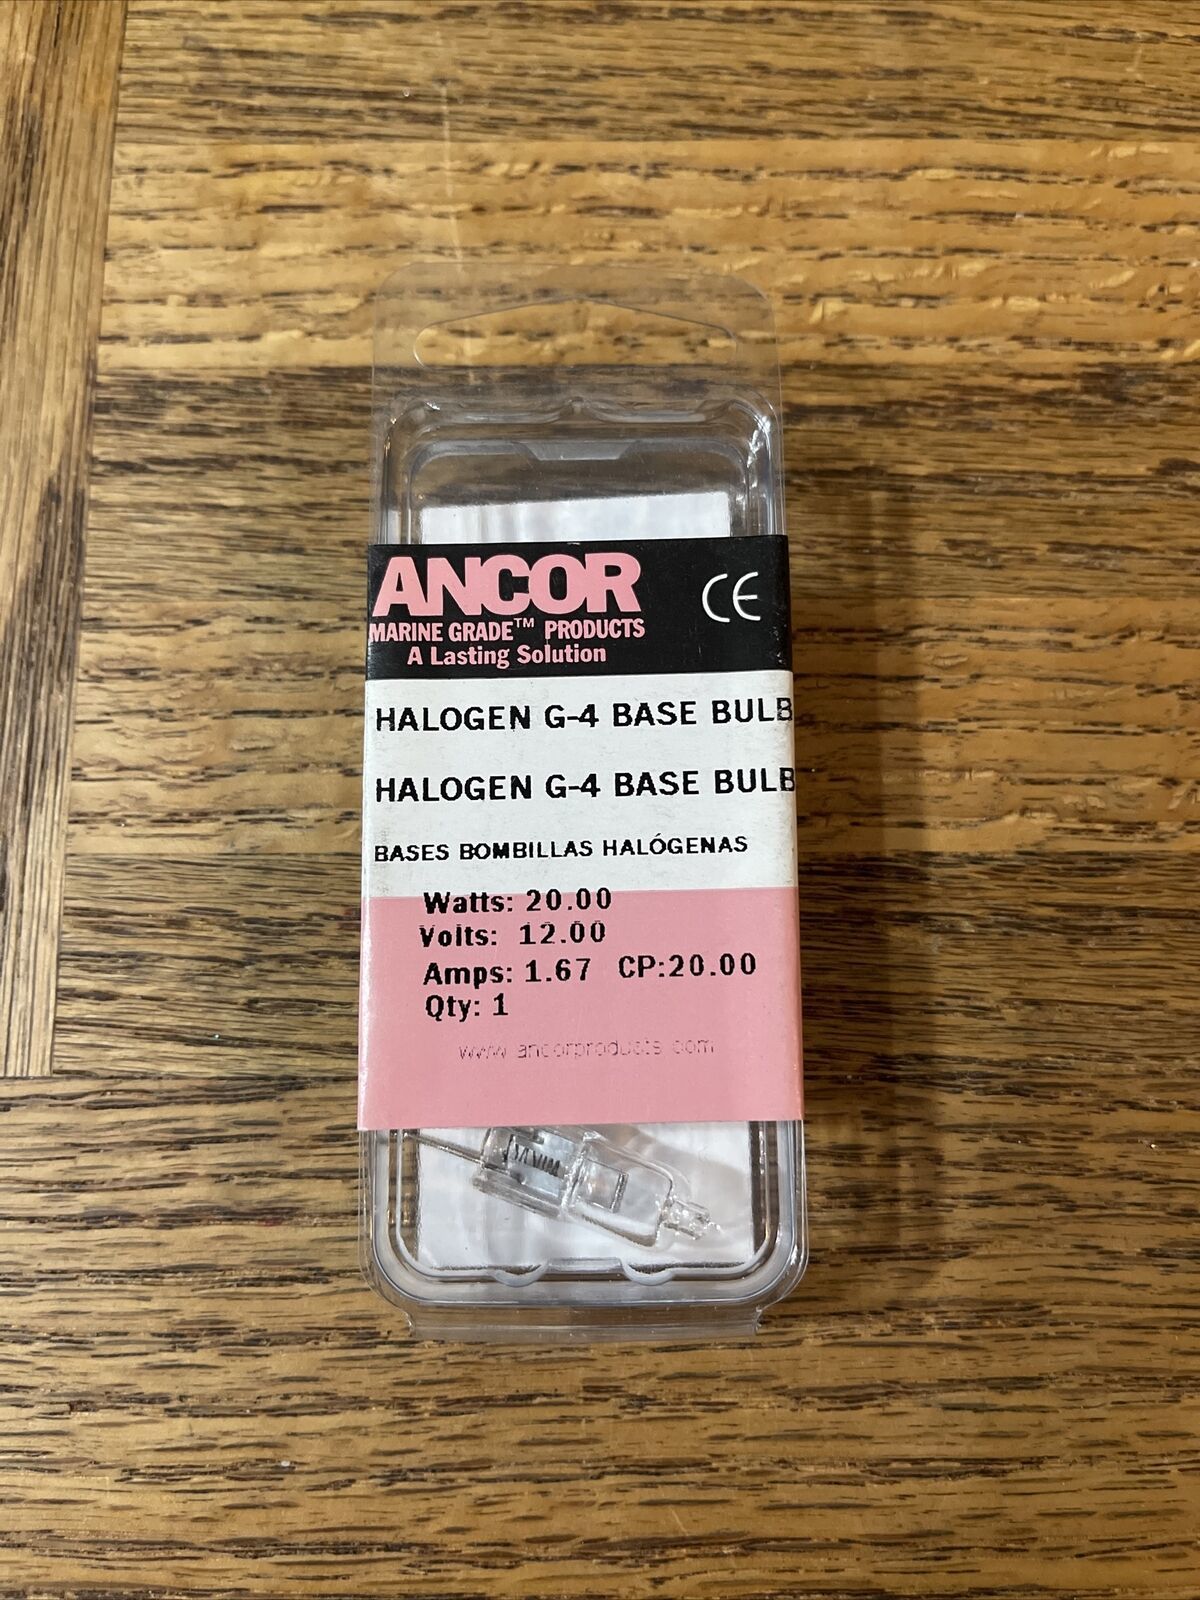 ANCOR
CE
MARINE GRADE™ PRODUCTS
A Lasting Solution
HALOGEN G-4 BASE BULB
HALOGEN G-4 BASE BULB
BASES BOMBILLAS HALÓGENAS
Watts: 20.00
Volts: 12.00
Amps: 1.67 CP:20.00
Qty: 1
www.ancorproducts.com